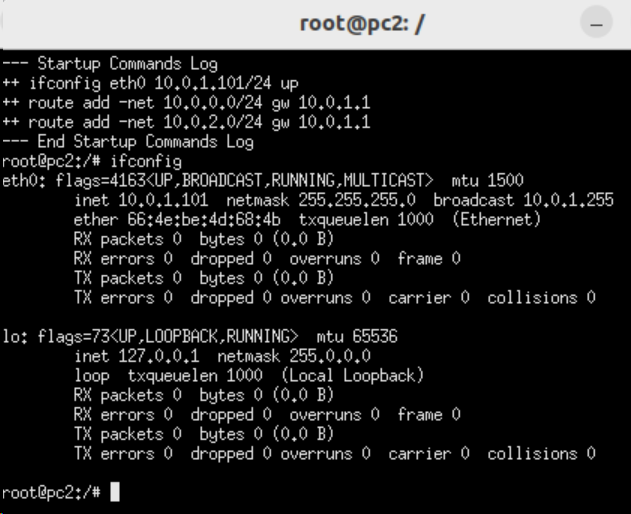 root@pc2: /
--- Startup Commands Log
++ ifconfig eth0 10.0.1.101/24 up
++ route add -net 10.0.0.0/24 gw 10.0.1.1
++ route add -net 10.0.2.0/24 gw 10.0.1.1
--- End Startup Commands Log
root@pc2:/# ifconfig
eth0: flags=4163<UP,BROADCAST,RUNNING,MULTICAST>  mtu 1500
        inet 10.0.1.101  netmask 255.255.255.0  broadcast 10.0.1.255
        ether 66:4e:be:4d:68:4b  txqueuelen 1000  (Ethernet)
        RX packets 0  bytes 0 (0.0 B)
        RX errors 0  dropped 0  overruns 0  frame 0
        TX packets 0  bytes 0 (0.0 B)
        TX errors 0  dropped 0 overruns 0  carrier 0  collisions 0

lo: flags=73<UP,LOOPBACK,RUNNING>  mtu 65536
        inet 127.0.0.1  netmask 255.0.0.0
        loop  txqueuelen 1000  (Local Loopback)
        RX packets 0  bytes 0 (0.0 B)
        RX errors 0  dropped 0  overruns 0  frame 0
        TX packets 0  bytes 0 (0.0 B)
        TX errors 0  dropped 0 overruns 0  carrier 0  collisions 0

root@pc2:/#